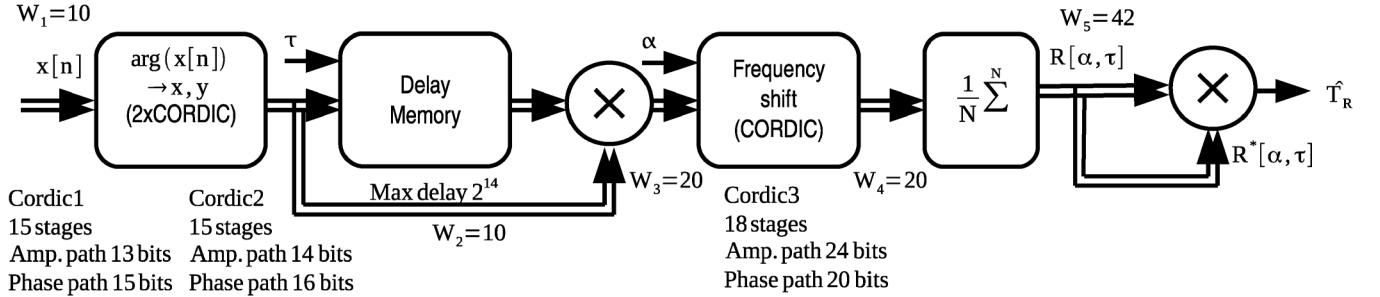 W₁=10
x[n]
arg(x[n])
→x, y
(2xCORDIC)
τ
Delay
Memory
×
α
Frequency
shift
(CORDIC)
1/N Σ N
W₅=42
R[α,τ]
×
T̂_R
R*[α,τ]
Max delay 2¹⁴
W₂=10
W₃=20
W₄=20
Cordic1
15 stages
Amp. path 13 bits
Phase path 15 bits
Cordic2
15 stages
Amp. path 14 bits
Phase path 16 bits
Cordic3
18 stages
Amp. path 24 bits
Phase path 20 bits